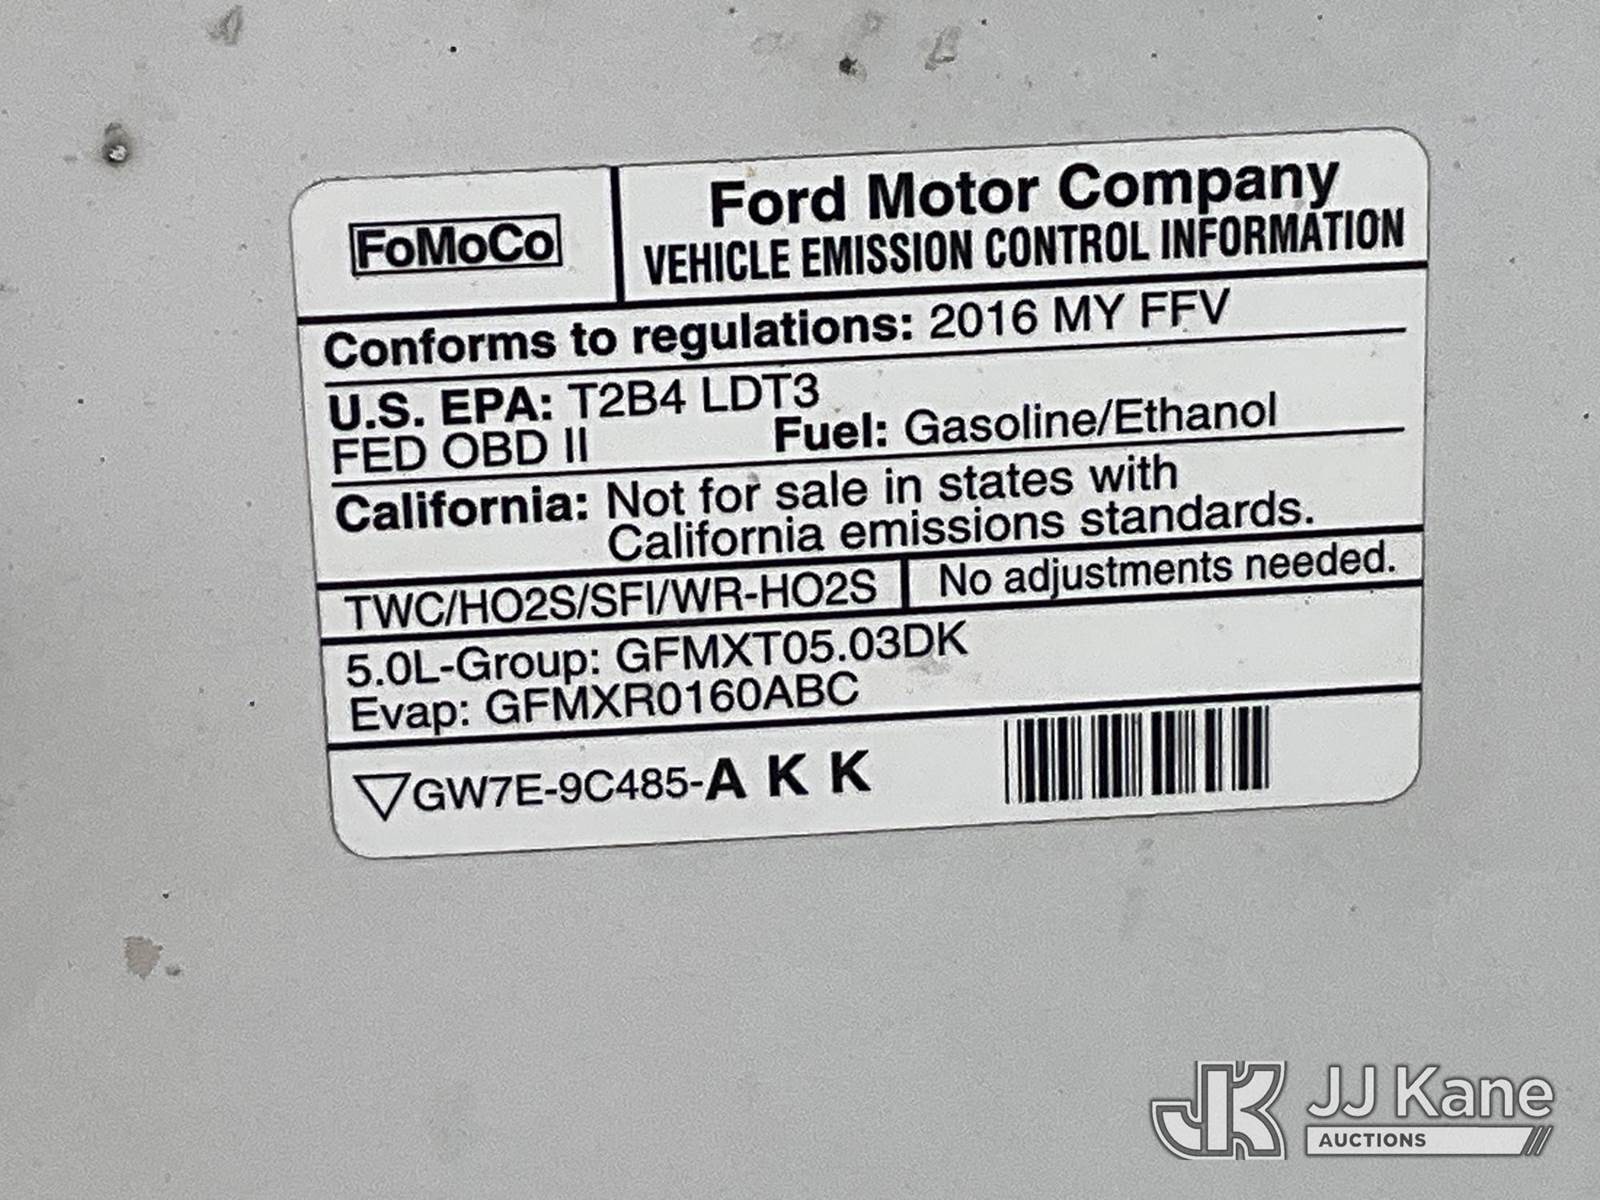 FoMoCo
Ford Motor Company
VEHICLE EMISSION CONTROL INFORMATION
Conforms to regulations: 2016 MY FFV
U.S. EPA: T2B4 LDT3
FED OBD II Fuel: Gasoline/Ethanol
California: Not for sale in states with
California emissions standards.
TWC/HO2S/SFI/WR-HO2S No adjustments needed.
5.0L-Group: GFMXT05.03DK
Evap: GFMXR0160ABC
GW7E-9C485-A K K
JK JJ Kane
AUCTIONS